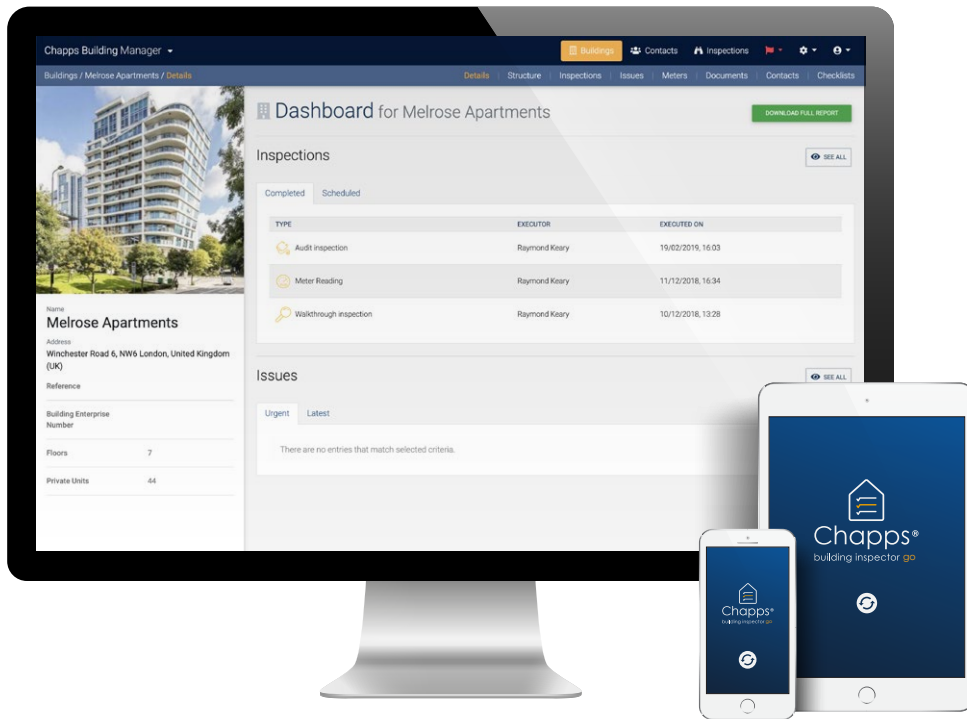 Chapps Building Manager
Buildings
Contacts
Inspections
Buildings / Melrose Apartments / Details
Details
Structure
Inspections
Issues
Meters
Documents
Contacts
Checklists
Dashboard for Melrose Apartments
DOWNLOAD FULL REPORT
Inspections
SEE ALL
Completed
Scheduled
TYPE
EXECUTOR
EXECUTED ON
Audit inspection
Raymond Keary
19/02/2019, 16:03
Meter Reading
Raymond Keary
11/12/2018, 16:34
Walkthrough inspection
Raymond Keary
10/12/2018, 13:28
Name
Melrose Apartments
Address
Winchester Road 6, NW6 London, United Kingdom
(UK)
Reference
Building Enterprise
Number
Floors
7
Private Units
44
Issues
SEE ALL
Urgent
Latest
There are no entries that match selected criteria.
Chapps®
building inspector go
Chapps®
building inspector go